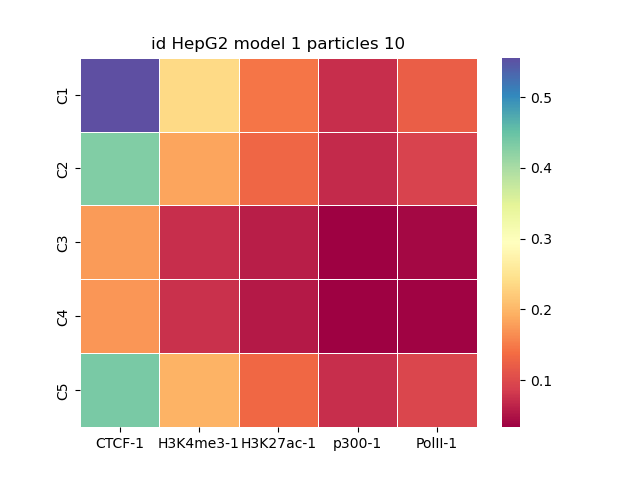 id HepG2 model 1 particles 10
C1
C2
C3
C4
C5
CTCF-1 H3K4me3-1 H3K27ac-1 p300-1 PolII-1
0.5
0.4
0.3
0.2
0.1